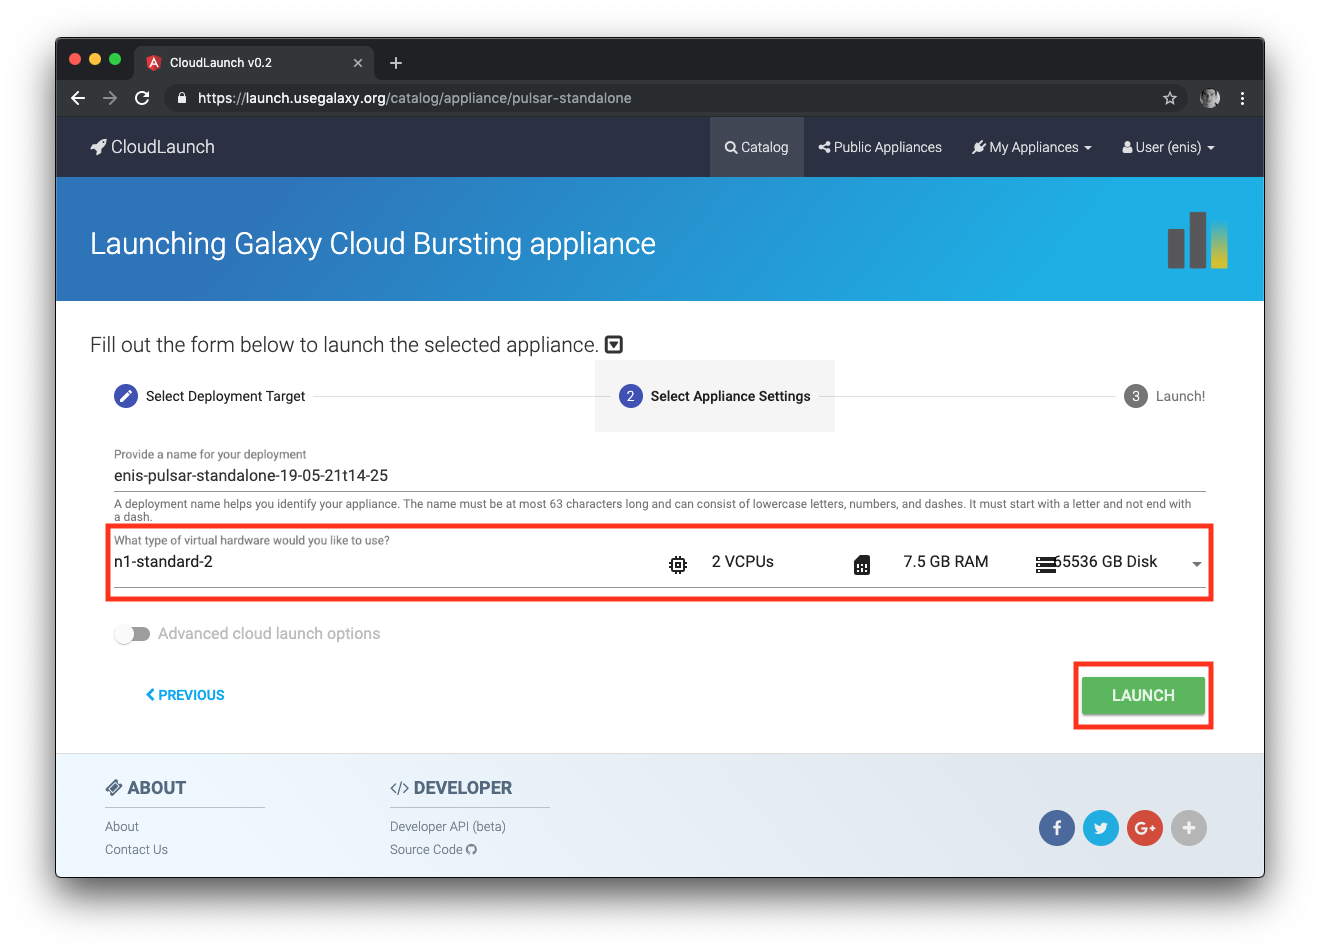 CloudLaunch v0.2
https://launch.usegalaxy.org/catalog/appliance/pulsar-standalone
CloudLaunch
Catalog
Public Appliances
My Appliances
User (enis)
Launching Galaxy Cloud Bursting appliance
Fill out the form below to launch the selected appliance.
Select Deployment Target
2 Select Appliance Settings
3 Launch!
Provide a name for your deployment
enis-pulsar-standalone-19-05-21t14-25
A deployment name helps you identify your appliance. The name must be at most 63 characters long and can consist of lowercase letters, numbers, and dashes. It must start with a letter and not end with
a dash.
What type of virtual hardware would you like to use?
n1-standard-2 2 VCPUs 7.5 GB RAM 65536 GB Disk
Advanced cloud launch options
PREVIOUS
LAUNCH
ABOUT
About
Contact Us
</> DEVELOPER
Developer API (beta)
Source Code
f
G+